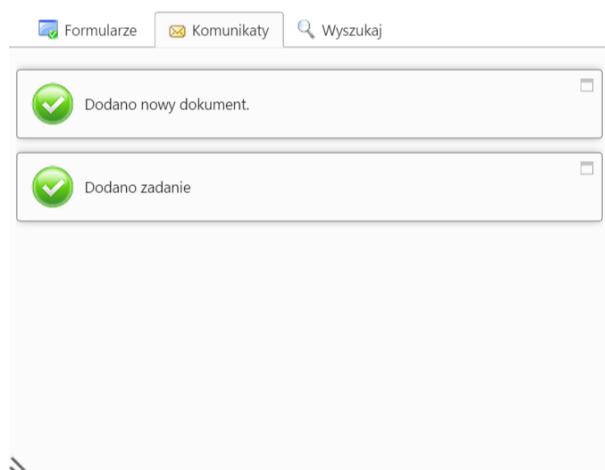 Formularze Komunikaty Wyszukaj
Dodano nowy dokument.
Dodano zadanie